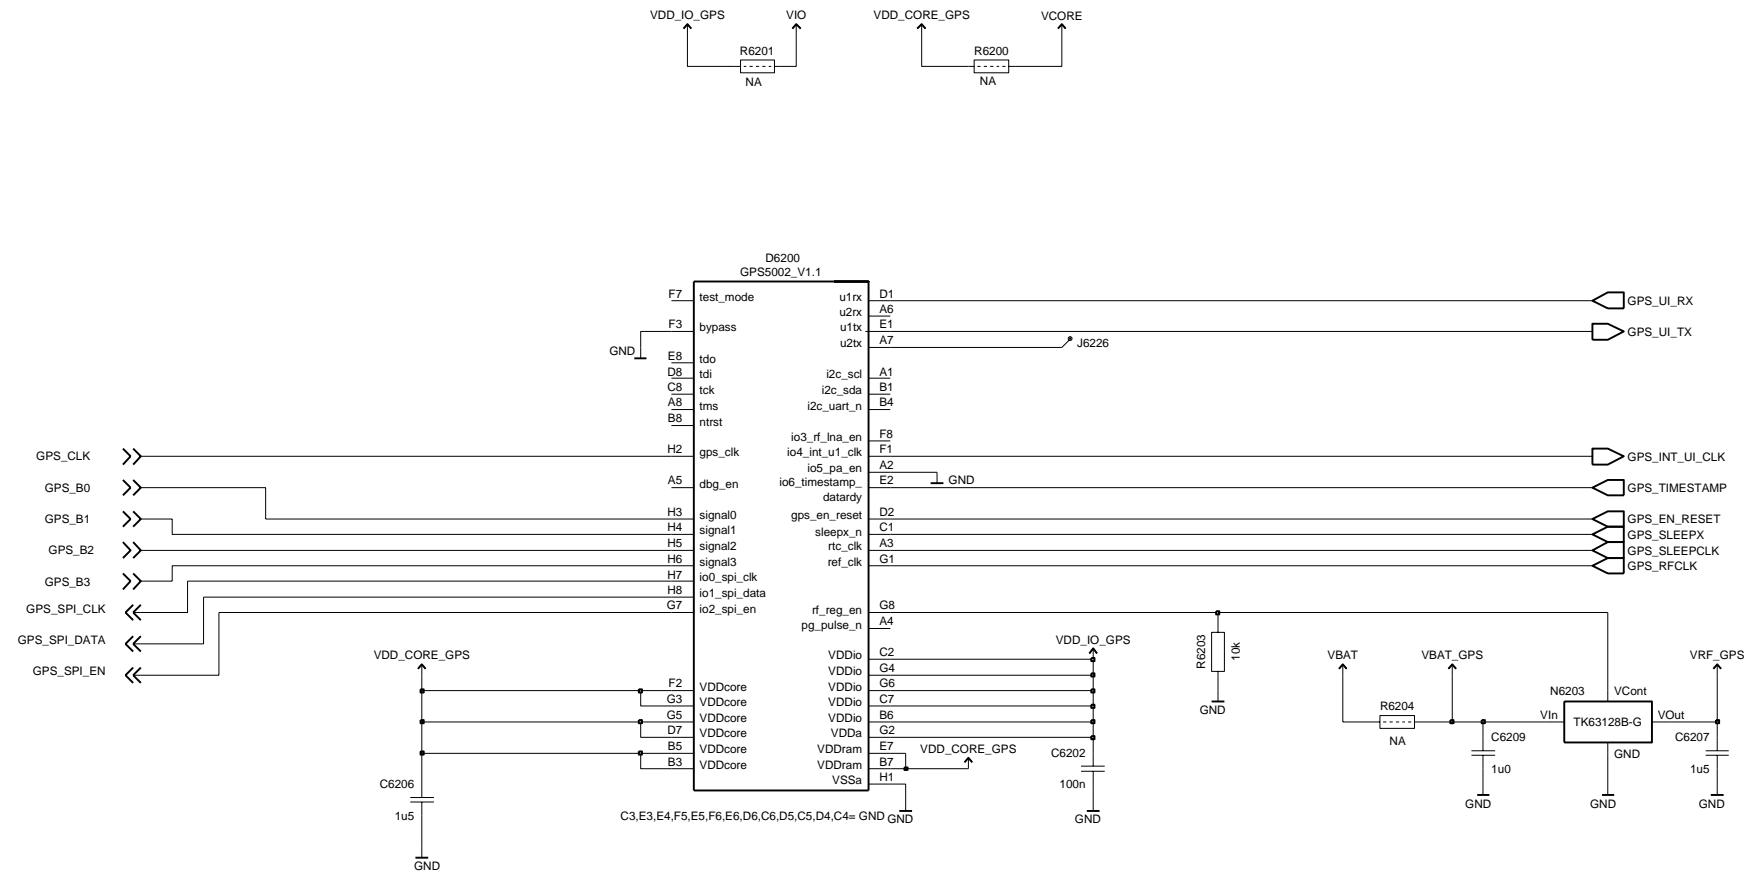 VDD_IO_GPS
VIO
VDD_CORE_GPS
VCORE
R6201
NA
R6200
NA
D6200
GPS5002_V1.1
F7 test_mode
F3 bypass
GND
E8 tdo
D8 tdi
C8 tck
A8 tms
B8 ntrst
GPS_CLK
H2 gps_clk
A5 dbg_en
GPS_B0
H3 signal0
GPS_B1
H4 signal1
GPS_B2
H5 signal2
GPS_B3
H6 signal3
H7 io0_spi_clk
GPS_SPI_CLK
H8 io1_spi_data
GPS_SPI_DATA
G7 io2_spi_en
GPS_SPI_EN
VDD_CORE_GPS
F2 VDDcore
G3 VDDcore
G5 VDDcore
D7 VDDcore
B5 VDDcore
B3 VDDcore
C6206
1u5
GND
u1rx D1
GPS_UI_RX
u2rx A6
u1tx E1
GPS_UI_TX
u2tx A7
J6226
i2c_scl A1
i2c_sda B1
i2c_uart_n B4
io3_rf_lna_en F8
io4_int_u1_clk F1
GPS_INT_UI_CLK
io5_pa_en A2
GND
io6_timestamp_ E2
datardy
GPS_TIMESTAMP
gps_en_reset D2
GPS_EN_RESET
sleepx_n C1
GPS_SLEEPX
rtc_clk A3
GPS_SLEEPCLK
ref_clk G1
GPS_RFCLK
rf_reg_en G8
pg_pulse_n A4
VDDio C2
VDDio G4
VDDio G6
VDDio C7
VDDio B6
VDDa G2
VDDram E7
VDDram B7
VSSa H1
VDD_CORE_GPS
VDD_IO_GPS
C6202
100n
GND
GND
C3,E3,E4,F5,E5,F6,E6,D6,C6,D5,C5,D4,C4= GND
R6203
10k
GND
VBAT
VBAT_GPS
VRF_GPS
R6204
NA
N6203
VCont
VIn
TK63128B-G
VOut
GND
C6209
1u0
GND
GND
C6207
1u5
GND